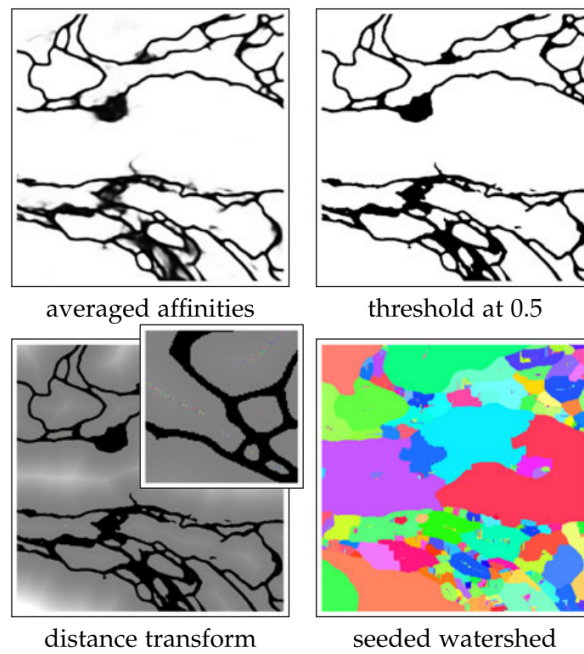 averaged affinities
threshold at 0.5
distance transform
seeded watershed